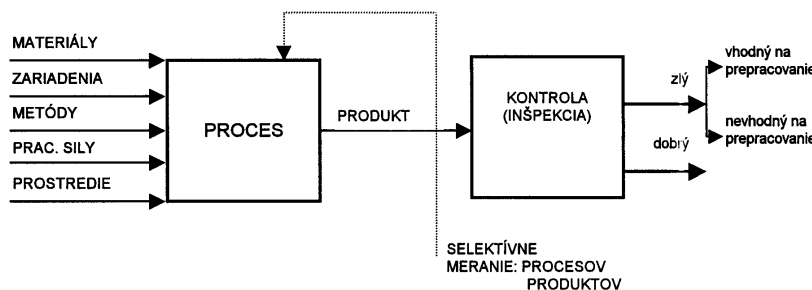 MATERIÁLY
ZARIADENIA
METÓDY
PRAC. SILY
PROSTREDIE
PROCES
PRODUKT
KONTROLA
(INŠPEKCIA)
zlý
dobrý
vhodný na
prepracovanie
nevhodný na
prepracovanie
SELEKTÍVNE
MERANIE: PROCESOV
PRODUKTOV